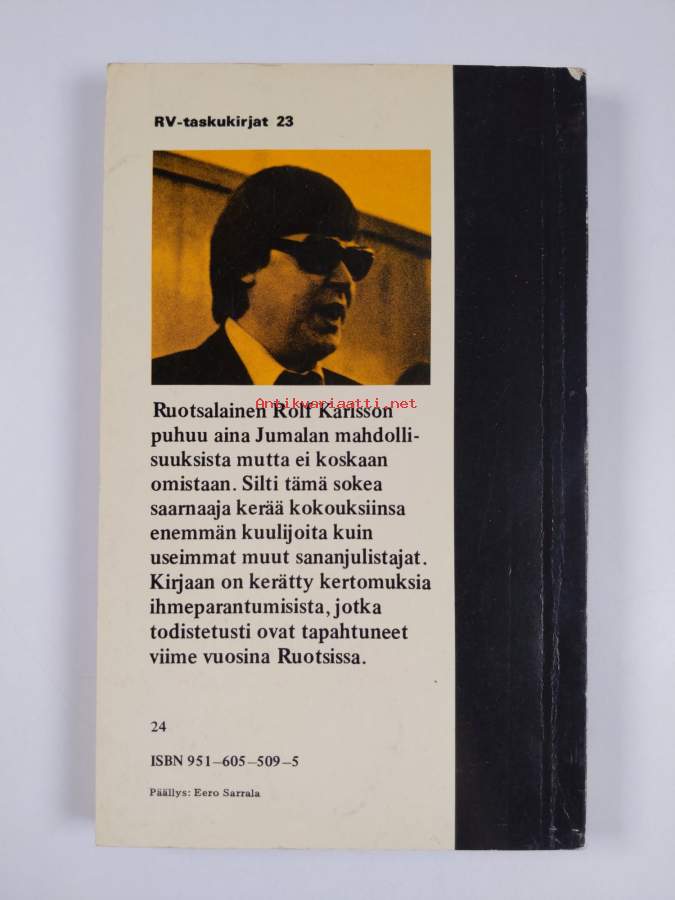 RV-taskukirjat 23
Antikvariaatti.net
Ruotsalainen Rolf Karlsson
puhuu aina Jumalan mahdolli-
suuksista mutta ei koskaan
omistaan. Silti tämä sokea
saarnaaja kerää kokouksiinsa
enemmän kuulijoita kuin
useimmat muut sananjulistajat.
Kirjaan on kerätty kertomuksia
ihmeparantumisista, jotka
todistetusti ovat tapahtuneet
viime vuosina Ruotsissa.
24
ISBN 951–605–509–5
Päällys: Eero Sarrala